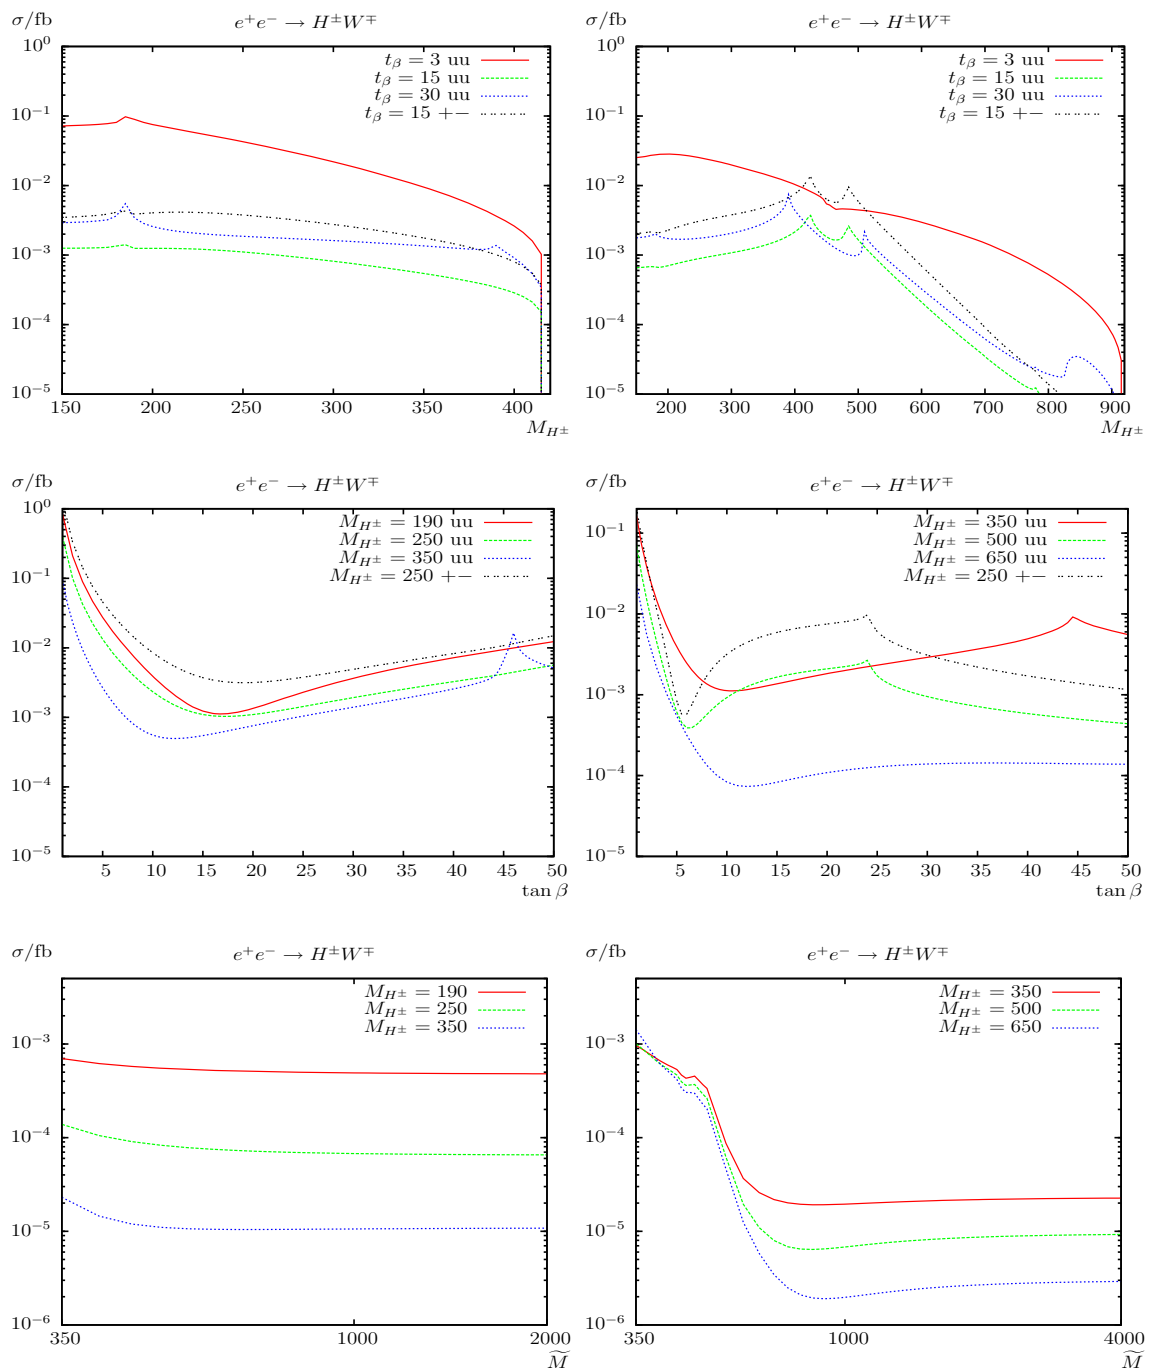 σ/fb e⁺e⁻ → H^±W^∓
10⁰
t_β = 3 uu
t_β = 15 uu
t_β = 30 uu
t_β = 15 +−
10⁻¹
10⁻²
10⁻³
10⁻⁴
10⁻⁵
150 200 250 300 350 400
M_{H^±}
σ/fb e⁺e⁻ → H^±W^∓
10⁰
t_β = 3 uu
t_β = 15 uu
t_β = 30 uu
t_β = 15 +−
10⁻¹
10⁻²
10⁻³
10⁻⁴
10⁻⁵
200 300 400 500 600 700 800 900
M_{H^±}
σ/fb e⁺e⁻ → H^±W^∓
10⁰
M_{H^±} = 190 uu
M_{H^±} = 250 uu
M_{H^±} = 350 uu
M_{H^±} = 250 +−
10⁻¹
10⁻²
10⁻³
10⁻⁴
10⁻⁵
5 10 15 20 25 30 35 40 45 50
tan β
σ/fb e⁺e⁻ → H^±W^∓
M_{H^±} = 350 uu
10⁻¹
M_{H^±} = 500 uu
M_{H^±} = 650 uu
M_{H^±} = 250 +−
10⁻²
10⁻³
10⁻⁴
10⁻⁵
5 10 15 20 25 30 35 40 45 50
tan β
σ/fb e⁺e⁻ → H^±W^∓
M_{H^±} = 190
M_{H^±} = 250
M_{H^±} = 350
10⁻³
10⁻⁴
10⁻⁵
10⁻⁶
350 1000 2000
M̃
σ/fb e⁺e⁻ → H^±W^∓
M_{H^±} = 350
M_{H^±} = 500
M_{H^±} = 650
10⁻³
10⁻⁴
10⁻⁵
10⁻⁶
350 1000 4000
M̃